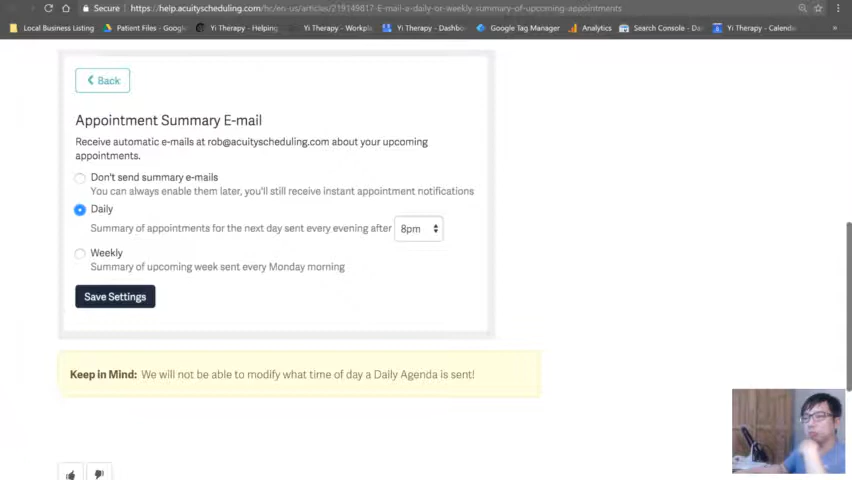 Secure
https://help.acuityscheduling.com/hc/en-us/articles/219149817-E-mail-a-daily-or-weekly-summary-of-upcoming-appointments
Local Business Listing
Patient Files - Google
Yi Therapy - Helping
Yi Therapy - Workpl
Yi Therapy - Dashbo
Google Tag Manager
Analytics
Search Console - Da
Yi Therapy - Calenda
Back
Appointment Summary E-mail
Receive automatic e-mails at rob@acuityscheduling.com about your upcoming
appointments.
Don't send summary e-mails
You can always enable them later, you'll still receive instant appointment notifications
Daily
Summary of appointments for the next day sent every evening after 8pm
Weekly
Summary of upcoming week sent every Monday morning
Save Settings
Keep in Mind: We will not be able to modify what time of day a Daily Agenda is sent!